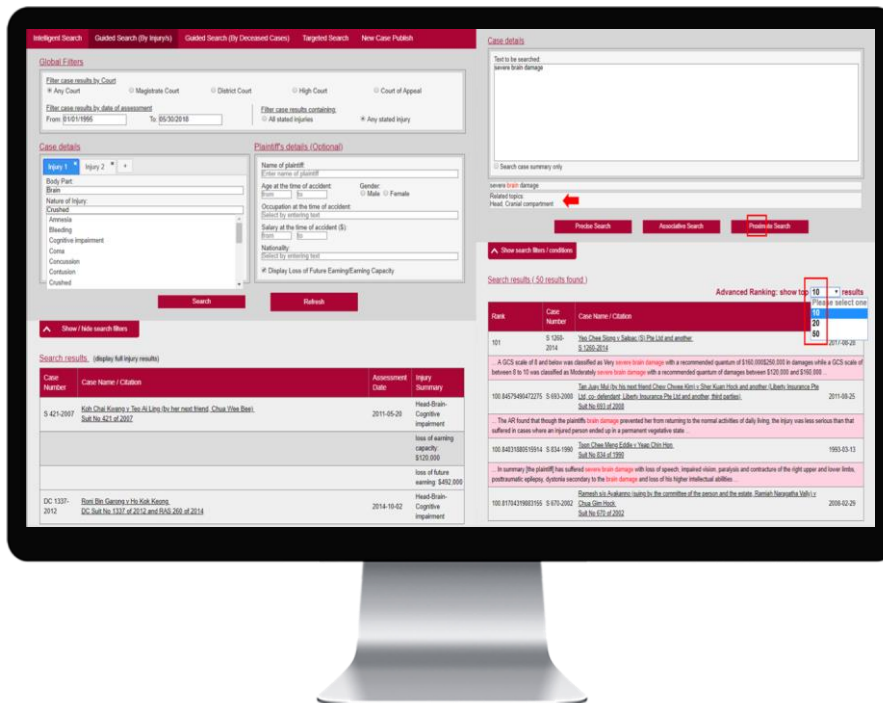 Intelligent Search Guided Search (By Injury/s) Guided Search (By Deceased Cases) Targeted Search New Case Publish
Global Filters
Filter case results by Court
Any Court Magistrate Court District Court High Court Court of Appeal
Filter case results by date of assessment
Filter case results containing:
From: 01/01/1995 To: 05/30/2018 All stated injuries Any stated injury
Case details
Injury 1 Injury 2 +
Body Part:
Brain
Nature of Injury:
Crushed
Amnesia
Bleeding
Cognitive impairment
Coma
Concussion
Contusion
Crushed
Plaintiff's details (Optional)
Name of plaintiff:
Enter name of plaintiff
Age at the time of accident: Gender:
from to Male Female
Occupation at the time of accident:
Select by entering text
Salary at the time of accident ($):
from to
Nationality:
Select by entering text
Display Loss of Future Earning/Earning Capacity
Search Refresh
Show / hide search filters
Search results (display full injury results)
Case Number Case Name / Citation Assessment Date Injury Summary
S 421-2007 Koh Chai Kwang v Teo Ai Ling (by her next friend, Chua Wee Bee)
Suit No 421 of 2007
2011-05-20
Head-Brain-
Cognitive
impairment
loss of earning
capacity:
$120,000
loss of future
earning: $492,000
DC 1337-
2012
Roni Bin Garong v Ho Kok Keong
DC Suit No 1337 of 2012 and RAS 260 of 2014
2014-10-02
Head-Brain-
Cognitive
impairment
Case details
Text to be searched:
severe brain damage
Search case summary only
severe brain damage
Related topics:
Head: Cranial compartment
Precise Search Associative Search Proximate Search
Show search filters / conditions
Search results ( 50 results found )
Advanced Ranking: show top 10 results
Please select one
10
20
50
Rank Case Number Case Name / Citation
101 S 1260-
2014
Yeo Chee Siong v Salpac (S) Pte Ltd and another
S 1260-2014
2017-08-28
... A GCS scale of 8 and below was classified as Very severe brain damage with a recommended quantum of $160,000$250,000 in damages while a GCS scale of
between 8 to 10 was classified as Moderately severe brain damage with a recommended quantum of damages between $120,000 and $160,000 ...
100.84579490472275 S 693-2008
Tan Juay Mui (by his next friend Chew Chwee Kim) v Sher Kuan Hock and another (Liberty Insurance Pte
Ltd, co- defendant; Liberty Insurance Pte Ltd and another, third parties)
Suit No 693 of 2008
2011-08-25
... The AR found that though the plaintiffs brain damage prevented her from returning to the normal activities of daily living, the injury was less serious then that
suffered in cases where an injured person ended up in a permanent vegetative state ...
S 834-1990 Toon Chee Meng Eddie v Yeap Chin Hon
Suit No 834 of 1990
1993-03-13
... In summary [the plaintiff] has suffered severe brain damage with loss of speech, impaired vision, paralysis and contracture of the right upper and lower limbs,
posttraumatic epilepsy, dystonia secondary to the brain damage and loss of his higher intellectual abilities ...
100.81704319083155 S 670-2002
Ramesh s/o Ayakannu (suing by the committee of the person and the estate, Ramiah Naragatha Vally) v
Chua Gim Hock
Suit No 670 of 2002
2008-02-29